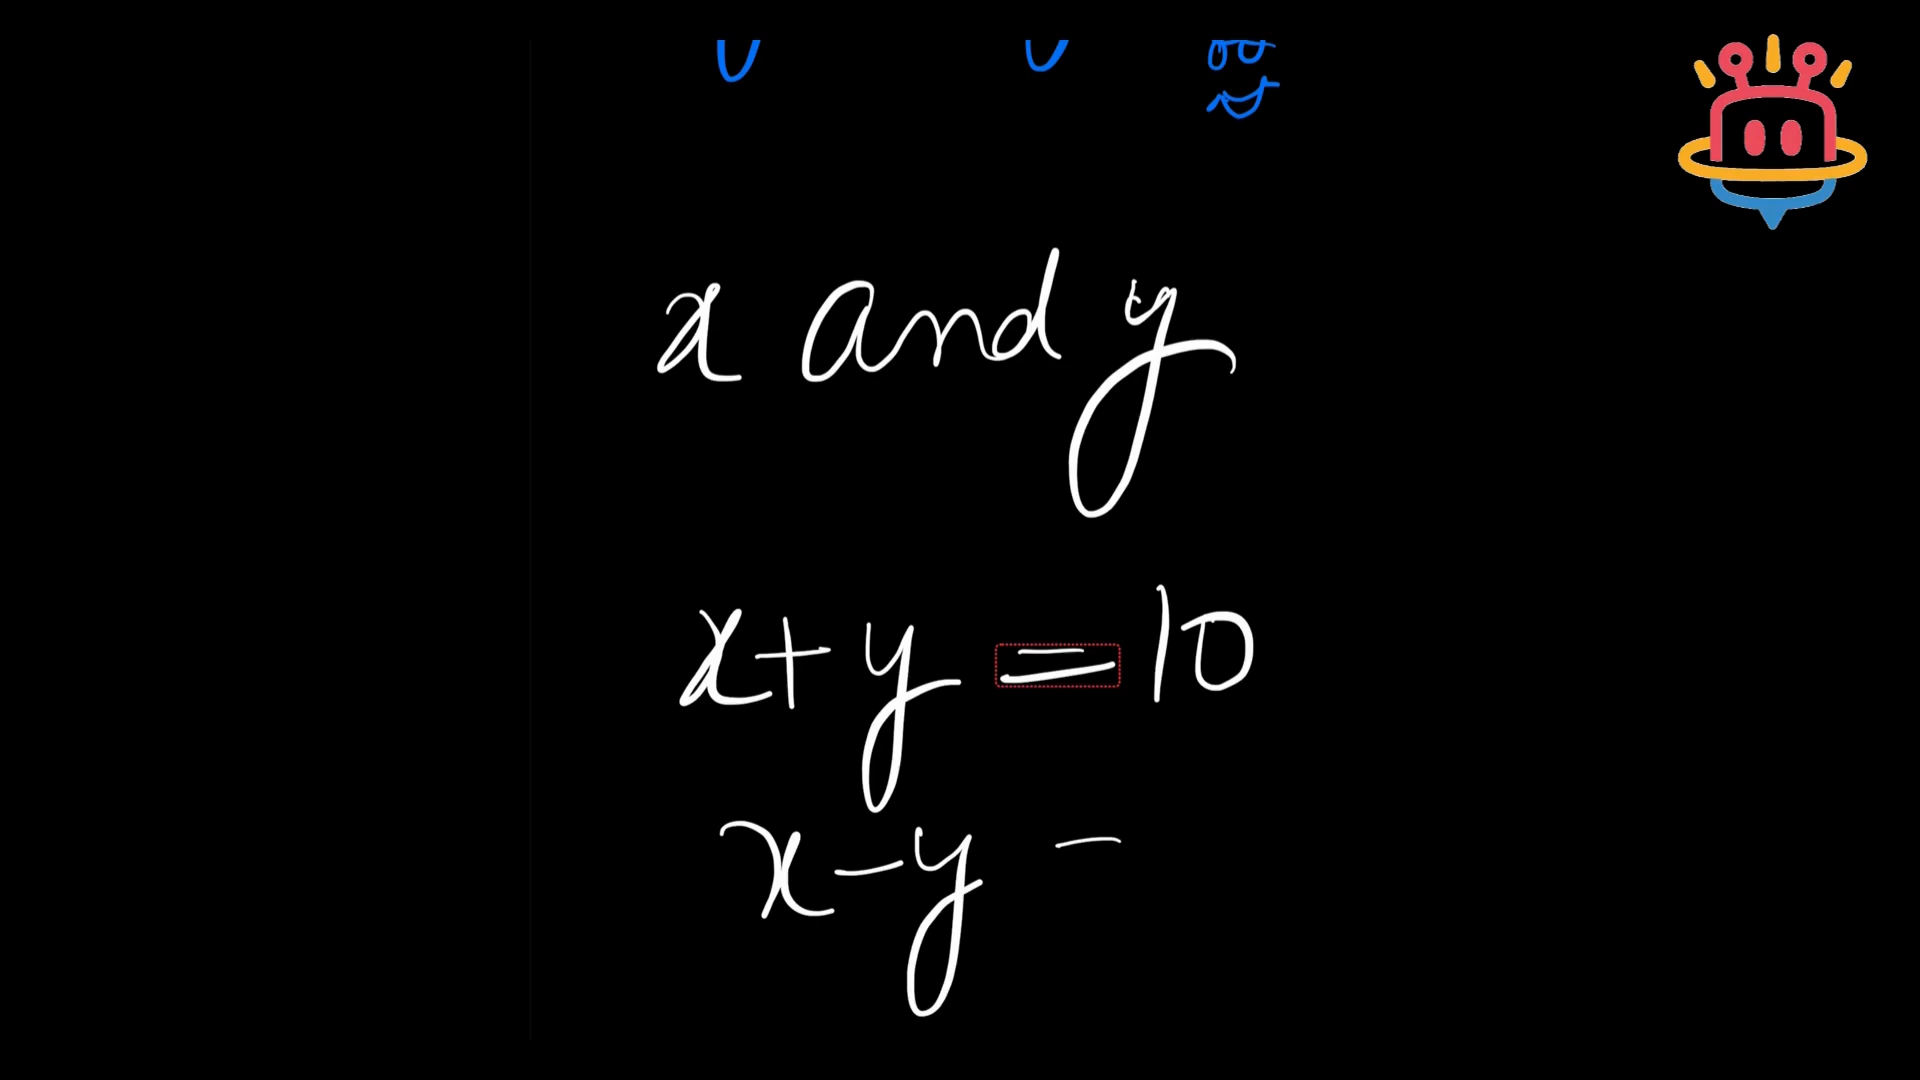 x and y
x+y = 10
x-y -